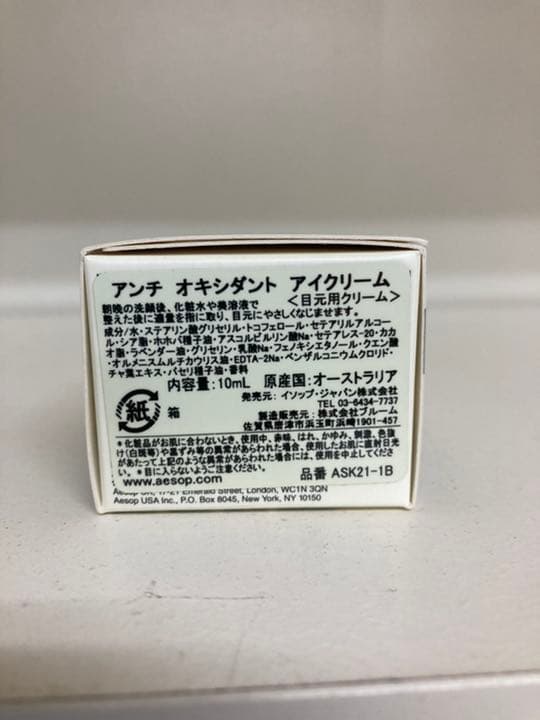 アンチ オキシダント アイクリーム
<目元用クリーム>
朝晩の洗顔後、化粧水や美溶液で
整えた後に適量を指に取り、目元にやさしくなじませます。
成分/水・ステアリン酸グリセリル・トコフェロール・セテアリルアルコー
ル・シア脂・ホホバ種子油・アスコルビルリン酸Na・セテアレス-20・カカ
オ脂・ラベンダー油・グリセリン・乳酸Na・フェノキシエタノール・クエン酸
・オルメニスムルチカウリス油・EDTA-2Na・ベンザルコニウムクロリド・
チャ葉エキス・パセリ種子油・香料
内容量:10mL 原産国:オーストラリア
発売元:イソップ・ジャパン株式会社
TEL 03-6434-7737
紙 箱
製造販売元:株式会社ブルーム
佐賀県唐津市浜玉町浜崎1901-457
*化粧品がお肌に合わないとき、使用中、赤味、はれ、かゆみ、刺激、色抜
け(白斑等)や黒ずみ等の異常があらわれた場合、使用したお肌に直射日光
があたって上記のような異常があらわれた場合には、使用を中止してくださ
い。*目に入らないようご注意ください。
www.aesop.com 品番 ASK21-1B
Aesop UK, 17-21 Emerald Street, London, WC1N 3QN
Aesop USA Inc., P.O. Box 8045, New York, NY 10150